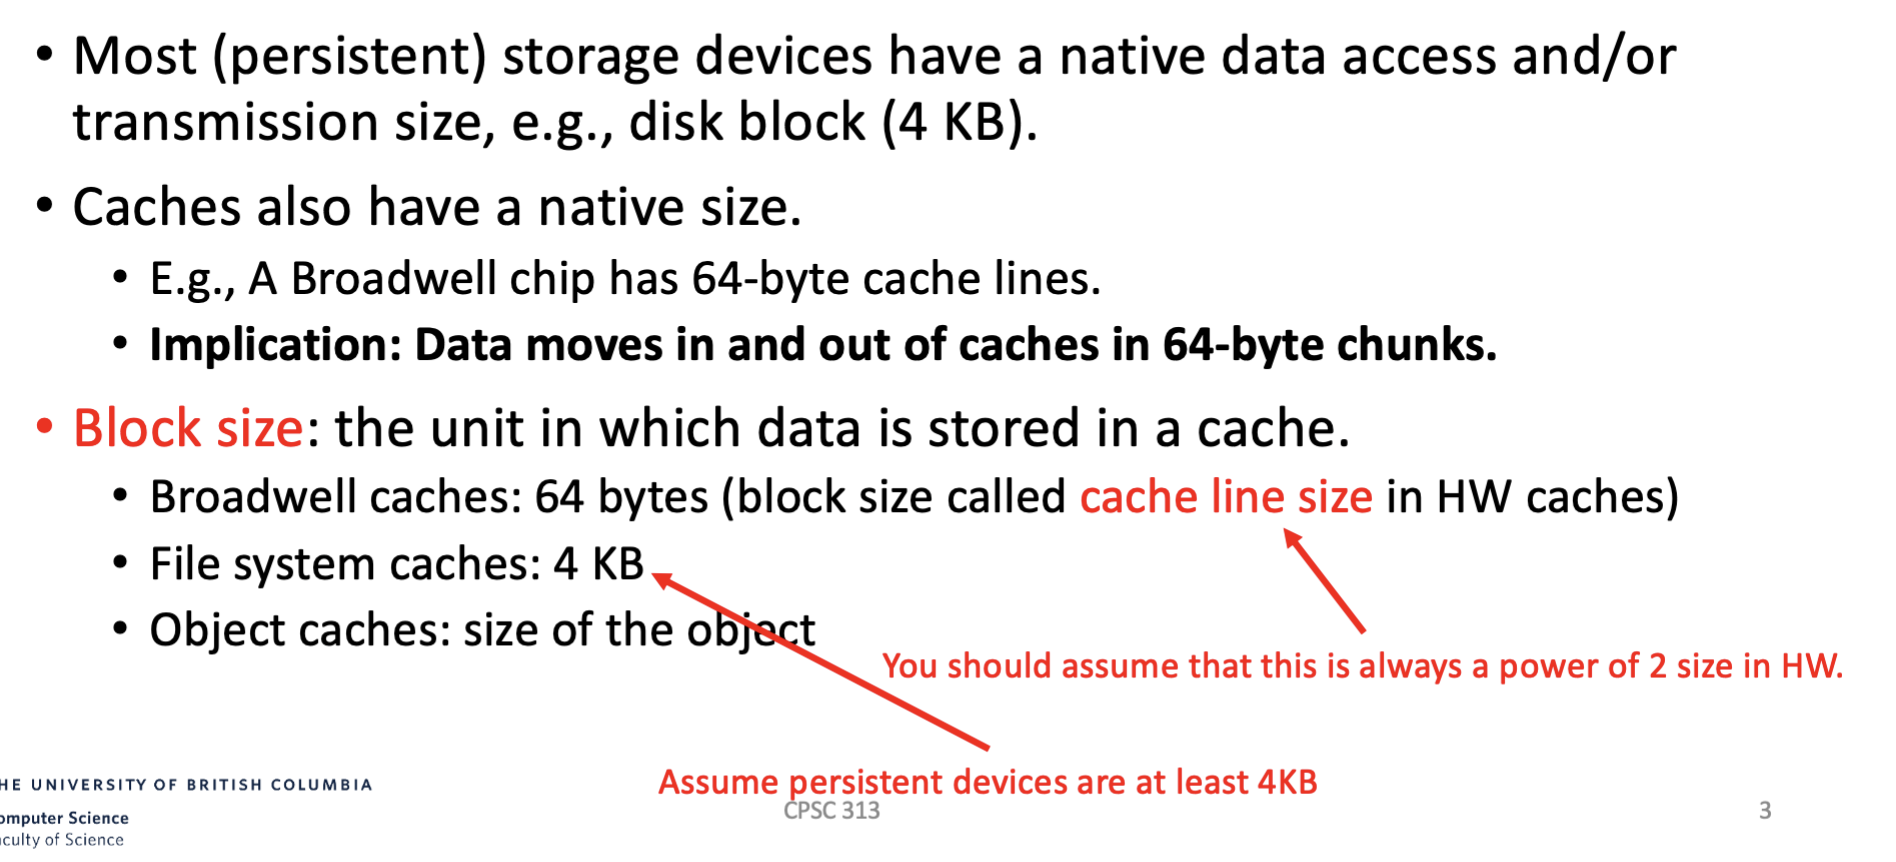 • Most (persistent) storage devices have a native data access and/or
transmission size, e.g., disk block (4 KB).
• Caches also have a native size.
• E.g., A Broadwell chip has 64-byte cache lines.
• Implication: Data moves in and out of caches in 64-byte chunks.
• Block size: the unit in which data is stored in a cache.
• Broadwell caches: 64 bytes (block size called cache line size in HW caches)
• File system caches: 4 KB
• Object caches: size of the object
You should assume that this is always a power of 2 size in HW.
Assume persistent devices are at least 4KB
HE UNIVERSITY OF BRITISH COLUMBIA
omputer Science
aculty of Science
CPSC 313
3